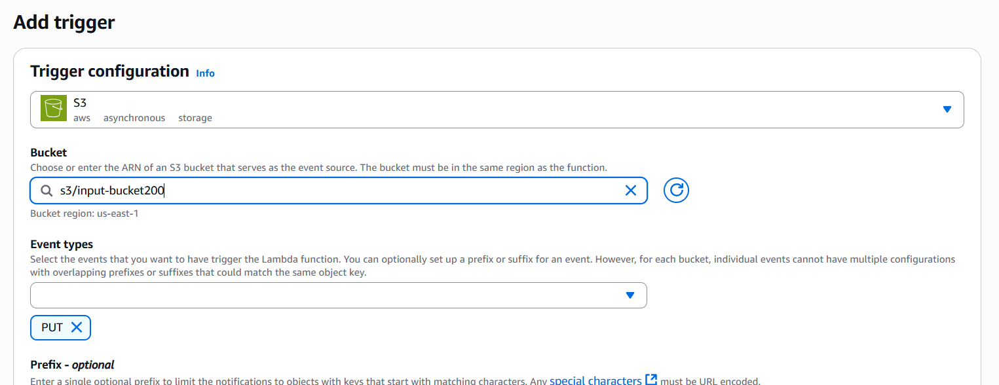 Add trigger
Trigger configuration Info
S3
aws asynchronous storage
Bucket
Choose or enter the ARN of an S3 bucket that serves as the event source. The bucket must be in the same region as the function.
s3/input-bucket200
Bucket region: us-east-1
Event types
Select the events that you want to have trigger the Lambda function. You can optionally set up a prefix or suffix for an event. However, for each bucket, individual events cannot have multiple configurations
with overlapping prefixes or suffixes that could match the same object key.
PUT
Prefix - optional
Enter a single optional prefix to limit the notifications to objects with keys that start with matching characters. Any special characters must be URL encoded.